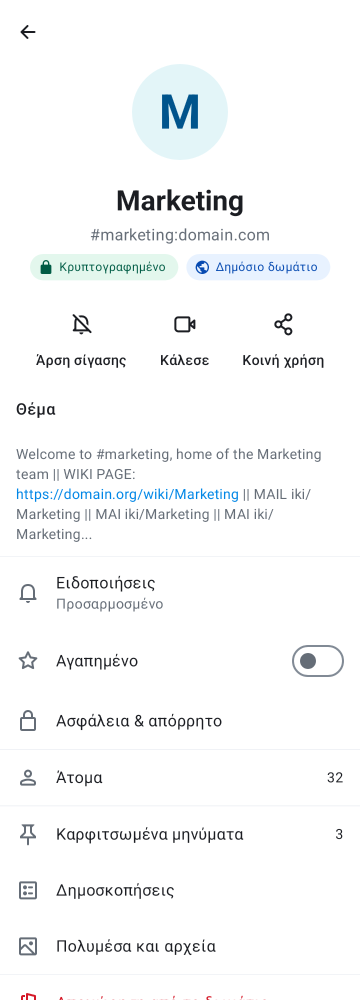 M
Marketing
#marketing:domain.com
Κρυπτογραφημένο Δημόσιο δωμάτιο
Άρση σίγασης Κάλεσε Κοινή χρήση
Θέμα
Welcome to #marketing, home of the Marketing
team || WIKI PAGE:
https://domain.org/wiki/Marketing || MAIL iki/
Marketing || MAI iki/Marketing || MAI iki/
Marketing...
Ειδοποιήσεις
Προσαρμοσμένο
Αγαπημένο
Ασφάλεια & απόρρητο
Άτομα 32
Καρφιτσωμένα μηνύματα 3
Δημοσκοπήσεις
Πολυμέσα και αρχεία